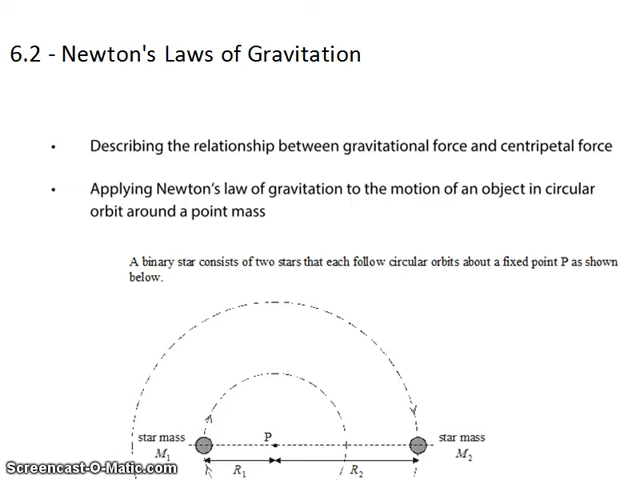 6.2 - Newton's Laws of Gravitation
• Describing the relationship between gravitational force and centripetal force
• Applying Newton's law of gravitation to the motion of an object in circular
orbit around a point mass
A binary star consists of two stars that each follow circular orbits about a fixed point P as shown
below.
P
star mass
M₁
star mass
M₂
R₁
R₂
Screencast-O-Matic.com